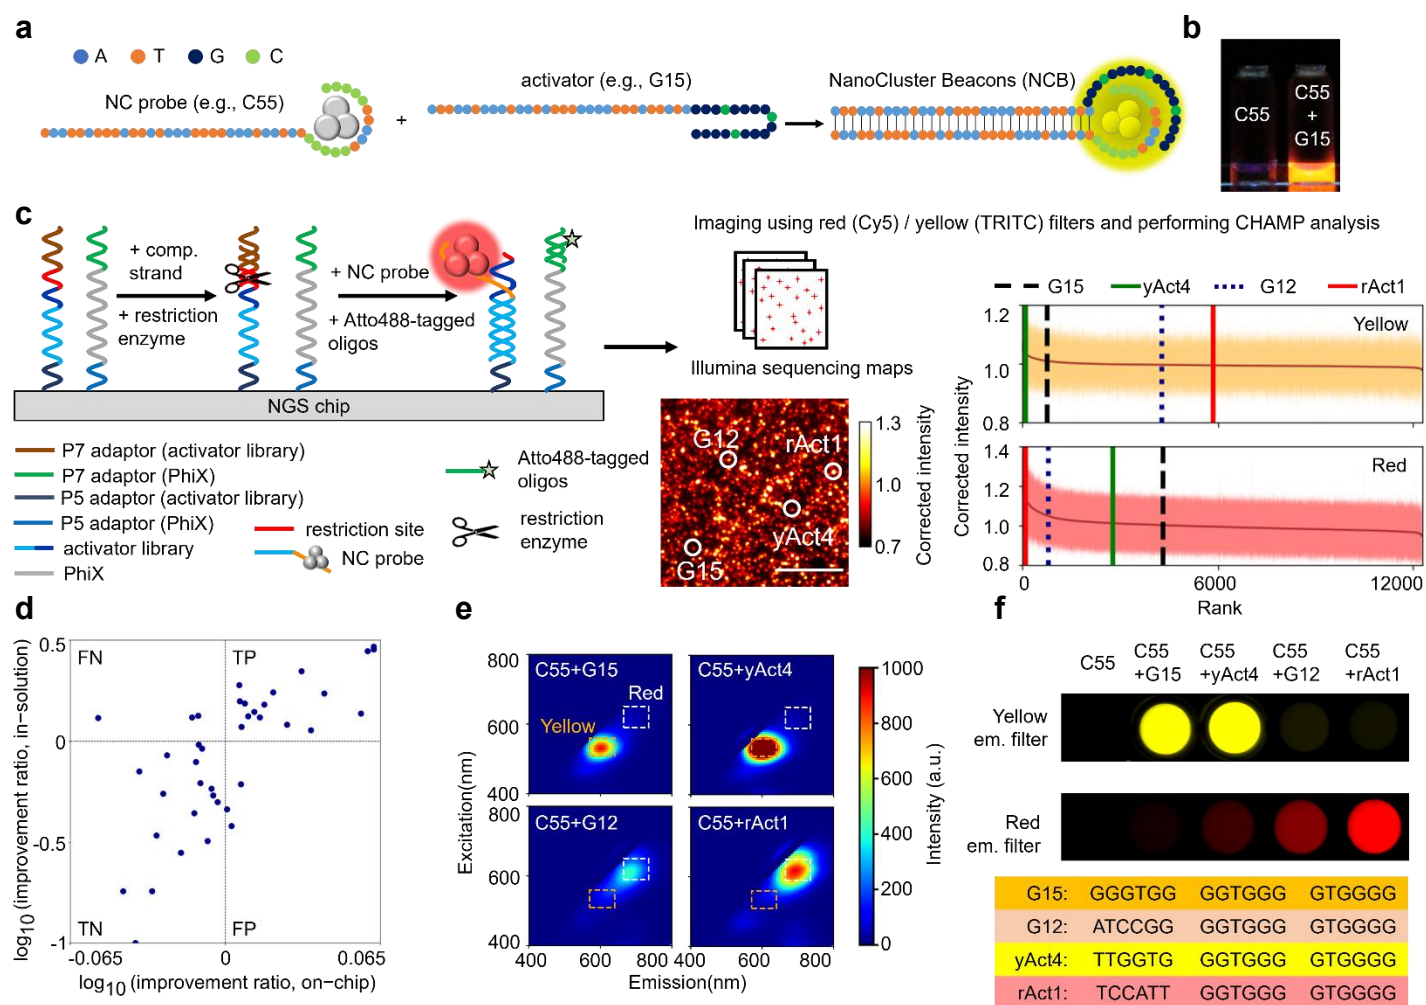 a
A T G C
NC probe (e.g., C55)
+
activator (e.g., G15)
NanoCluster Beacons (NCB)
b
C55
C55
+
G15
c
+ comp.
strand
+ restriction
enzyme
+ NC probe
+ Atto488-tagged
oligos
NGS chip
P7 adaptor (activator library)
P7 adaptor (PhiX)
P5 adaptor (activator library)
P5 adaptor (PhiX)
activator library
PhiX
restriction site
NC probe
Atto488-tagged
oligos
restriction
enzyme
Imaging using red (Cy5) / yellow (TRITC) filters and performing CHAMP analysis
Illumina sequencing maps
G12
rAct1
yAct4
G15
1.3
1.0
0.7
Corrected intensity
G15 yAct4 G12 rAct1
1.2
1.0
0.8
Yellow
1.4
1.2
1.0
0.8
Red
Corrected intensity
0 6000 12000
Rank
d
0.5
0
-0.5
-1
FN TP
TN FP
-0.065 0 0.065
log10(improvement ratio, in-solution)
log10(improvement ratio, on-chip)
e
800
600
400
800
600
400
C55+G15
Red
Yellow
C55+yAct4
C55+G12
C55+rAct1
Excitation(nm)
400 600 800 400 600 800
Emission(nm)
1000
800
600
400
200
0
Intensity (a.u.)
f
C55
C55
+G15
C55
+yAct4
C55
+G12
C55
+rAct1
Yellow
em. filter
Red
em. filter
G15: GGGTGG GGTGGG GTGGGG
G12: ATCCGG GGTGGG GTGGGG
yAct4: TTGGTG GGTGGG GTGGGG
rAct1: TCCATT GGTGGG GTGGGG